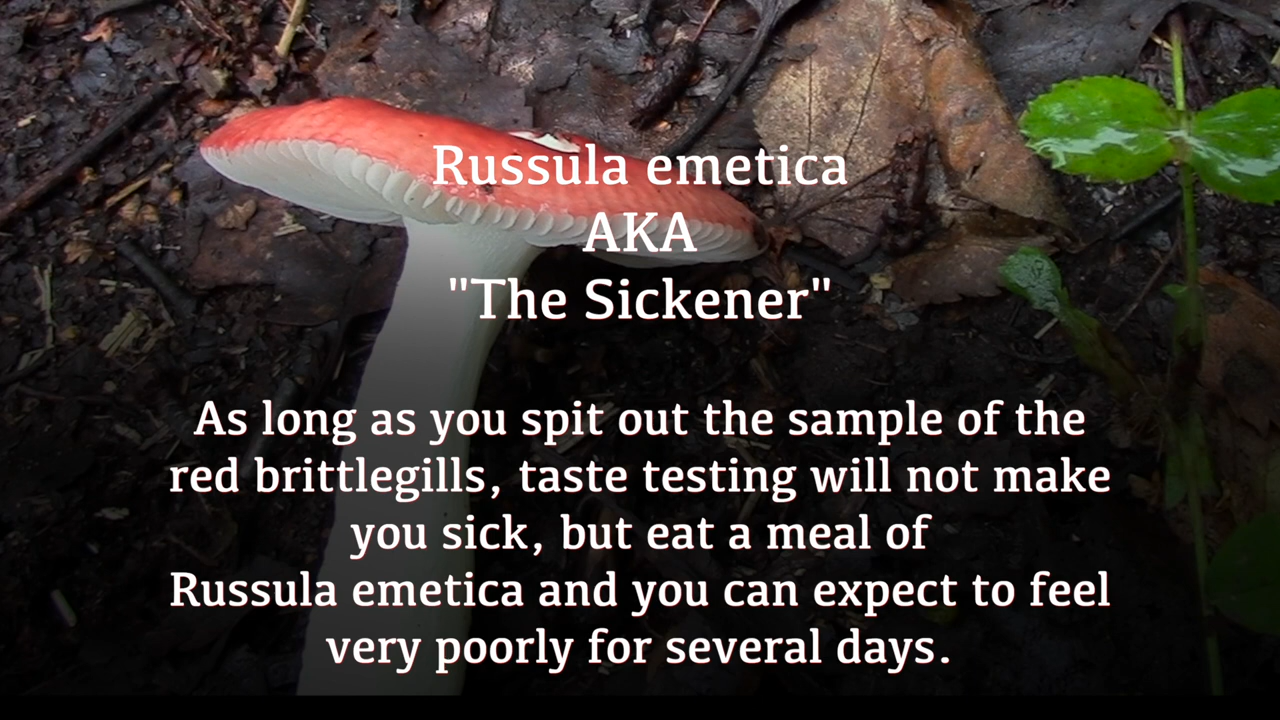 Russula emetica
AKA
"The Sickener"
As long as you spit out the sample of the
red brittlegills, taste testing will not make
you sick, but eat a meal of
Russula emetica and you can expect to feel
very poorly for several days.